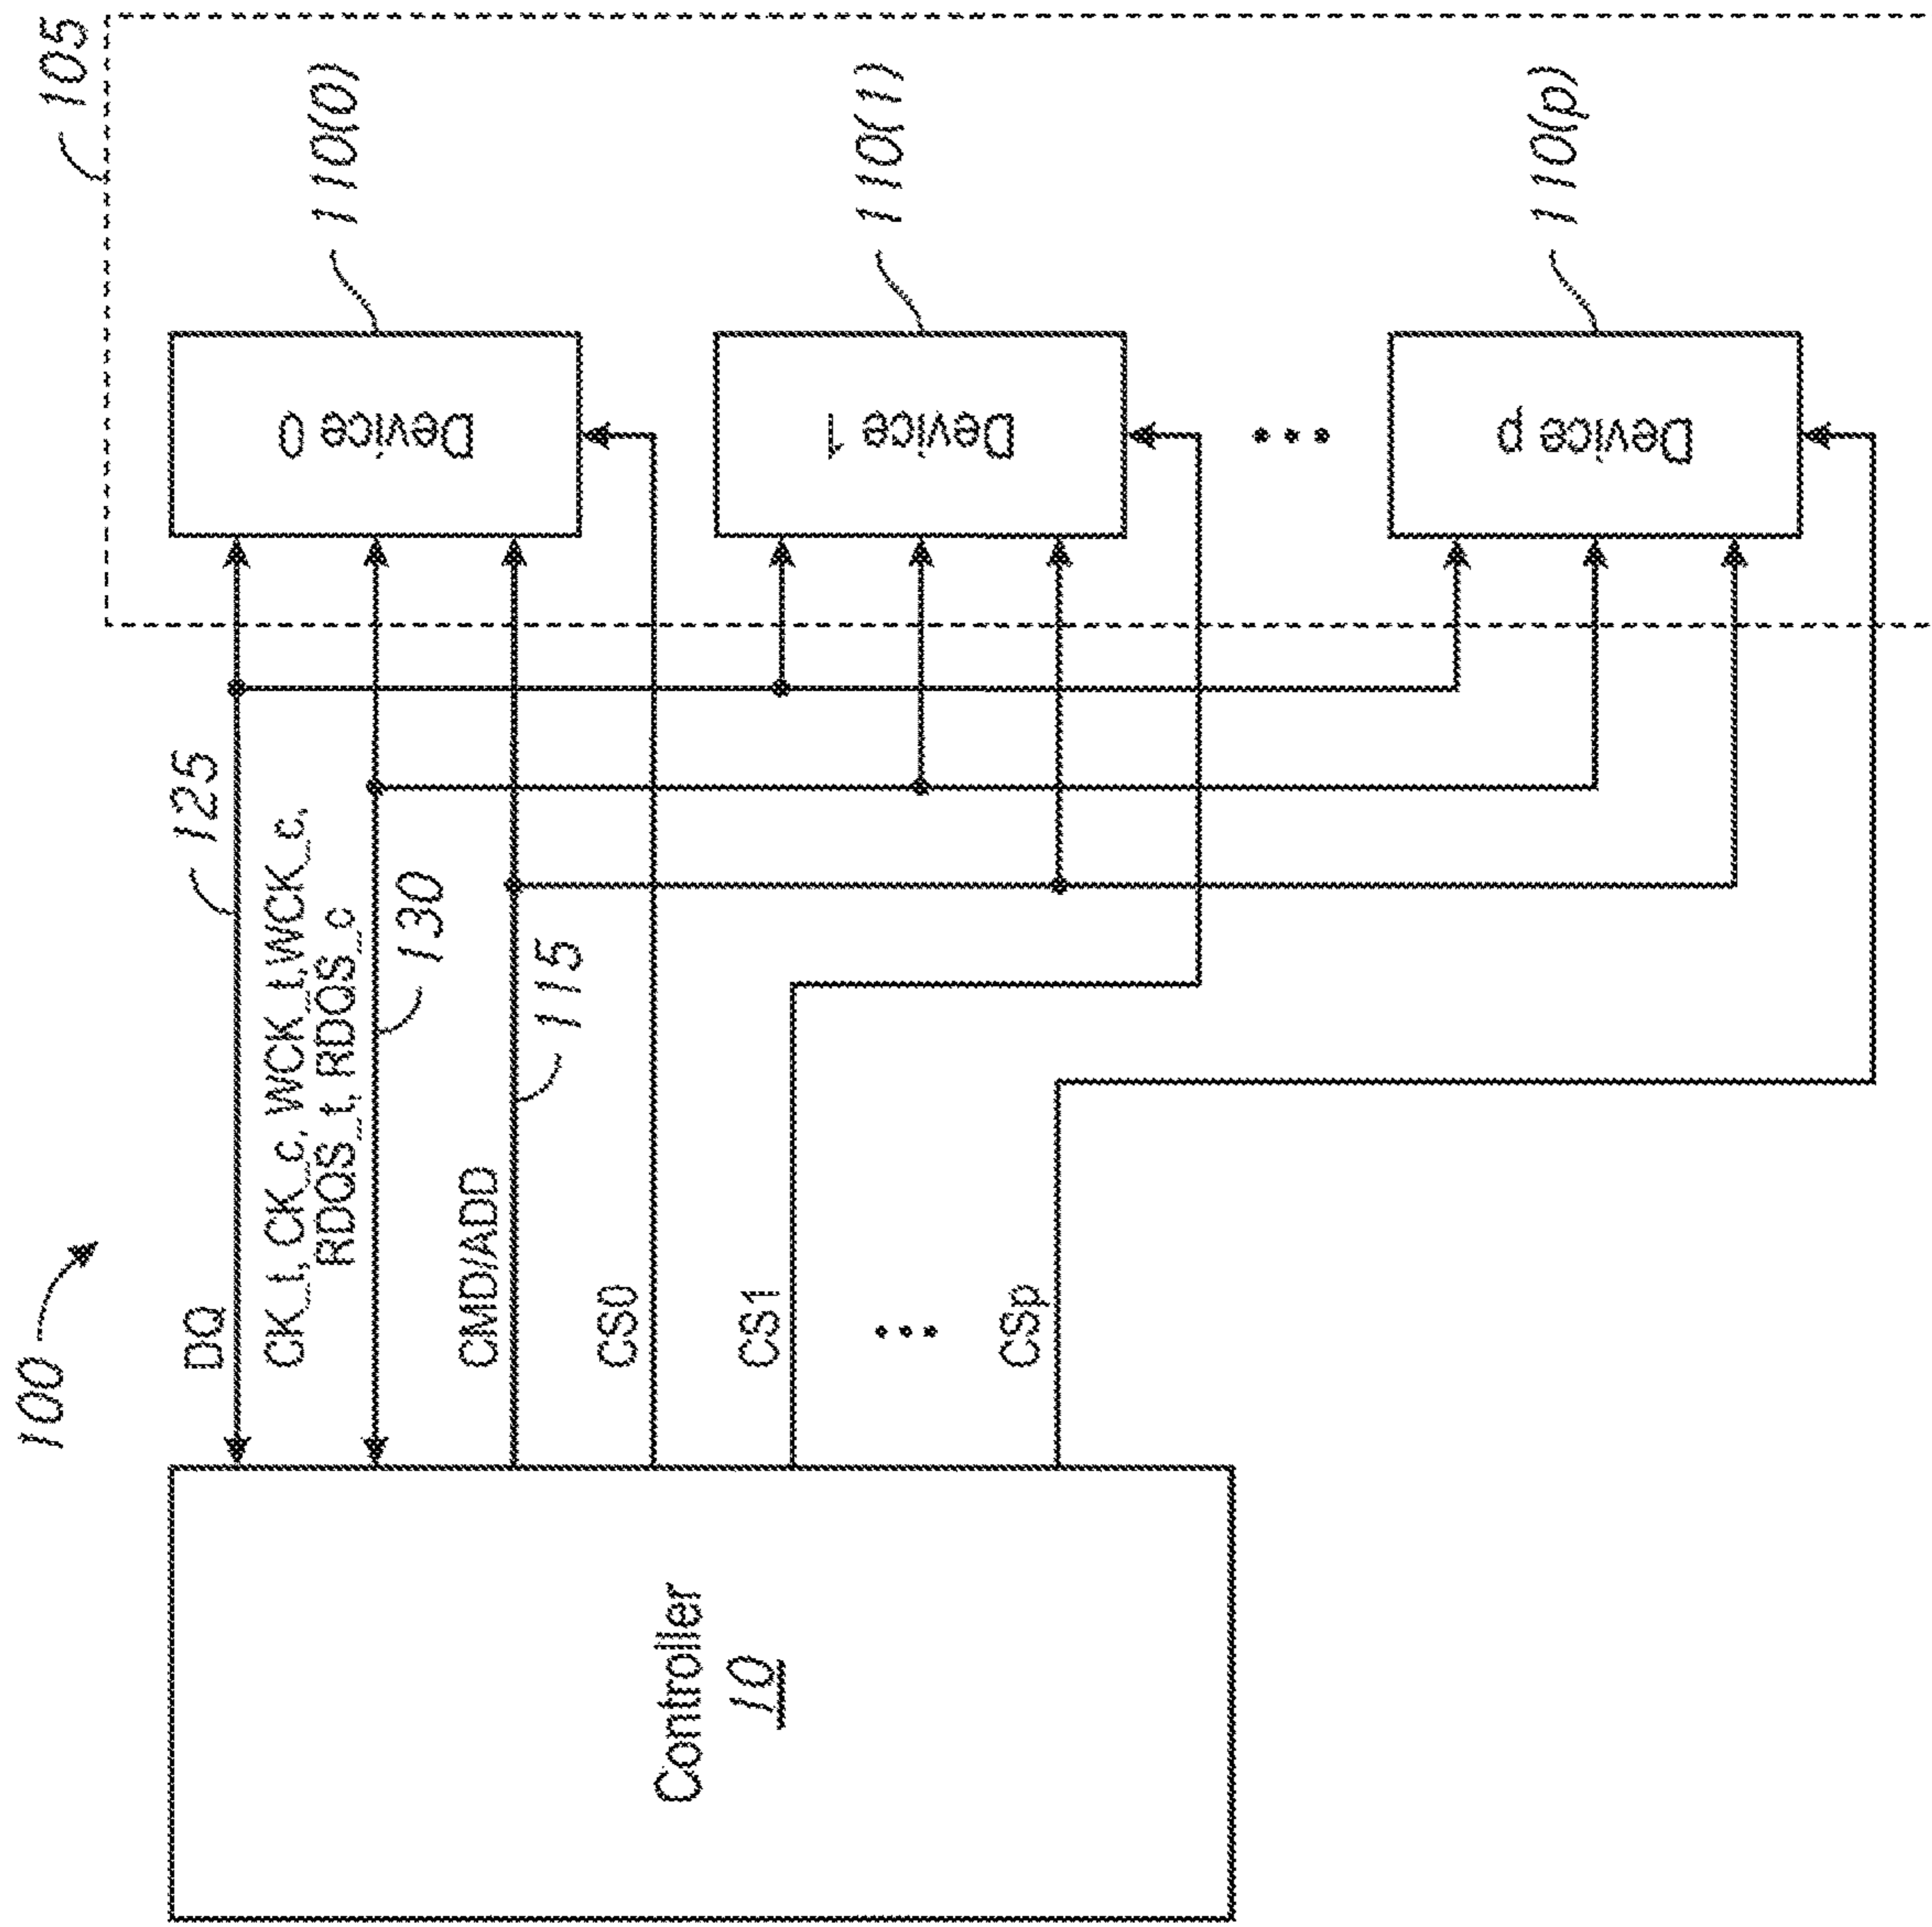 100
105
DQ
125
CK_t, CK_c, WCK_t,WCK_c,
RDQS_t, RDQS_c
130
Device 0
110(0)
CMD/ADD
115
CS0
Controller
10
CS1
Device 1
110(1)
CSp
Device p
110(p)